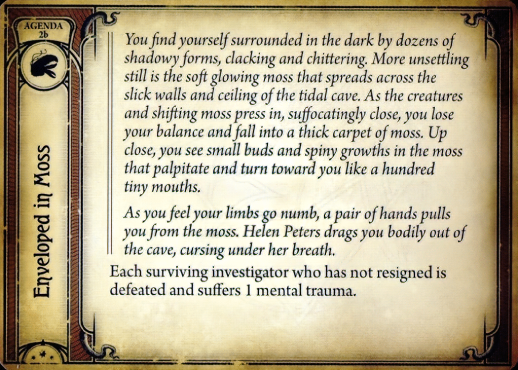 AGENDA
2b
Enveloped in Moss
You find yourself surrounded in the dark by dozens of
shadowy forms, clacking and chittering. More unsettling
still is the soft glowing moss that spreads across the
slick walls and ceiling of the tidal cave. As the creatures
and shifting moss press in, suffocatingly close, you lose
your balance and fall into a thick carpet of moss. Up
close, you see small buds and spiny growths in the moss
that palpitate and turn toward you like a hundred
tiny mouths.
As you feel your limbs go numb, a pair of hands pulls
you from the moss. Helen Peters drags you bodily out of
the cave, cursing under her breath.
Each surviving investigator who has not resigned is
defeated and suffers 1 mental trauma.